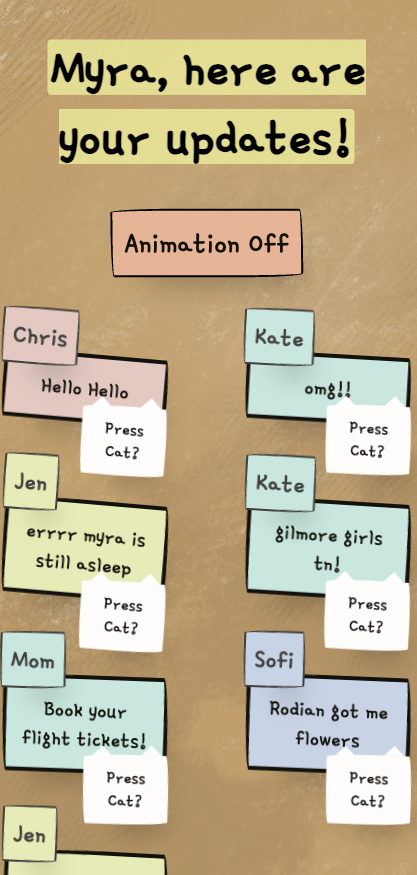 Myra, here are
your updates!
Animation Off
Chris
Hello Hello
Press
Cat?
Kate
omg!!
Press
Cat?
Jen
errrr myra is
still asleep
Press
Cat?
Kate
gilmore girls
tn!
Press
Cat?
Mom
Book your
flight tickets!
Press
Cat?
Sofi
Rodian got me
flowers
Press
Cat?
Jen